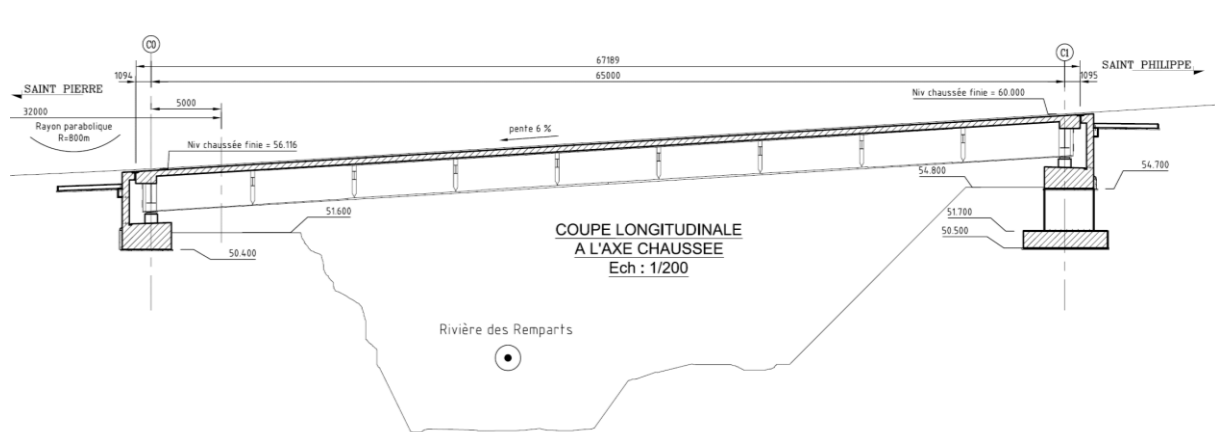 C0
C1
67189
1094
65000
1095
SAINT PIERRE
SAINT PHILIPPE
32000
5000
Rayon parabolique
R=800m
Niv chaussée finie = 60.000
pente 6 %
Niv chaussée finie = 56.116
54.800
54.700
51.600
51.700
50.400
50.500
COUPE LONGITUDINALE
A L'AXE CHAUSSEE
Ech : 1/200
Rivière des Remparts